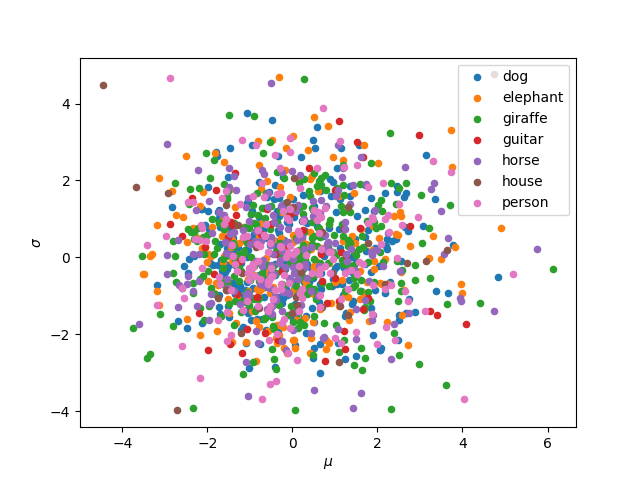 dog
elephant
giraffe
guitar
horse
house
person
4
2
0
−2
−4
σ
−4 −2 0 2 4 6
μ